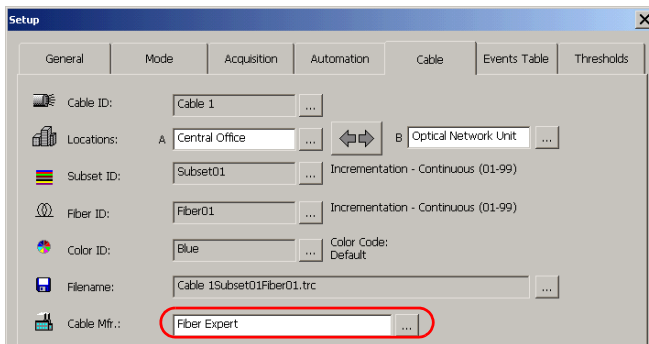 Setup
General Mode Acquisition Automation Cable Events Table Thresholds
Cable ID: Cable 1 ...
Locations: A Central Office ... B Optical Network Unit ...
Subset ID: Subset01 ... Incrementation - Continuous (01-99)
Fiber ID: Fiber01 ... Incrementation - Continuous (01-99)
Color ID: Blue ... Color Code:
Default
Filename: Cable 1Subset01Fiber01.trc ...
Cable Mfr.: Fiber Expert ...